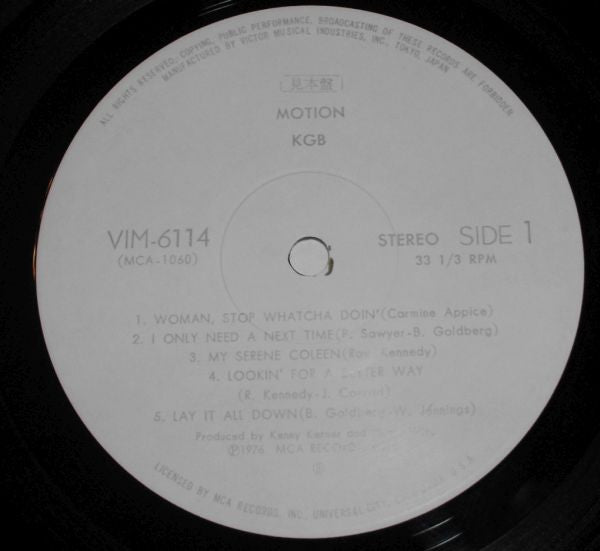 ALL RIGHTS RESERVED. COPYING, PUBLIC PERFORMANCE, BROADCASTING OF THESE RECORDS ARE FORBIDDEN.
MANUFACTURED BY VICTOR MUSICAL INDUSTRIES, INC. TOKYO, JAPAN
見本盤
MOTION
KGB
VIM-6114
(MCA-1060)
STEREO SIDE 1
33 1/3 RPM
1. WOMAN, STOP WHATCHA DOIN'(Carmine Appice)
2. I ONLY NEED A NEXT TIME(R. Sawyer-B. Goldberg)
3. MY SERENE COLEEN(Ray Kennedy)
4. LOOKIN' FOR A BETTER WAY
(R. Kennedy-J.
5. LAY IT ALL DOWN(B. Goldberg-W. Jennings)
Produced by Kenny Kerner and
Ⓟ1976 MCA RECORDS
LICENSED BY MCA RECORDS, INC. UNIVERSAL CITY, U.S.A.